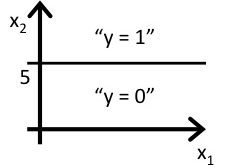 x₂
“y = 1”
5
“y = 0”
x₁